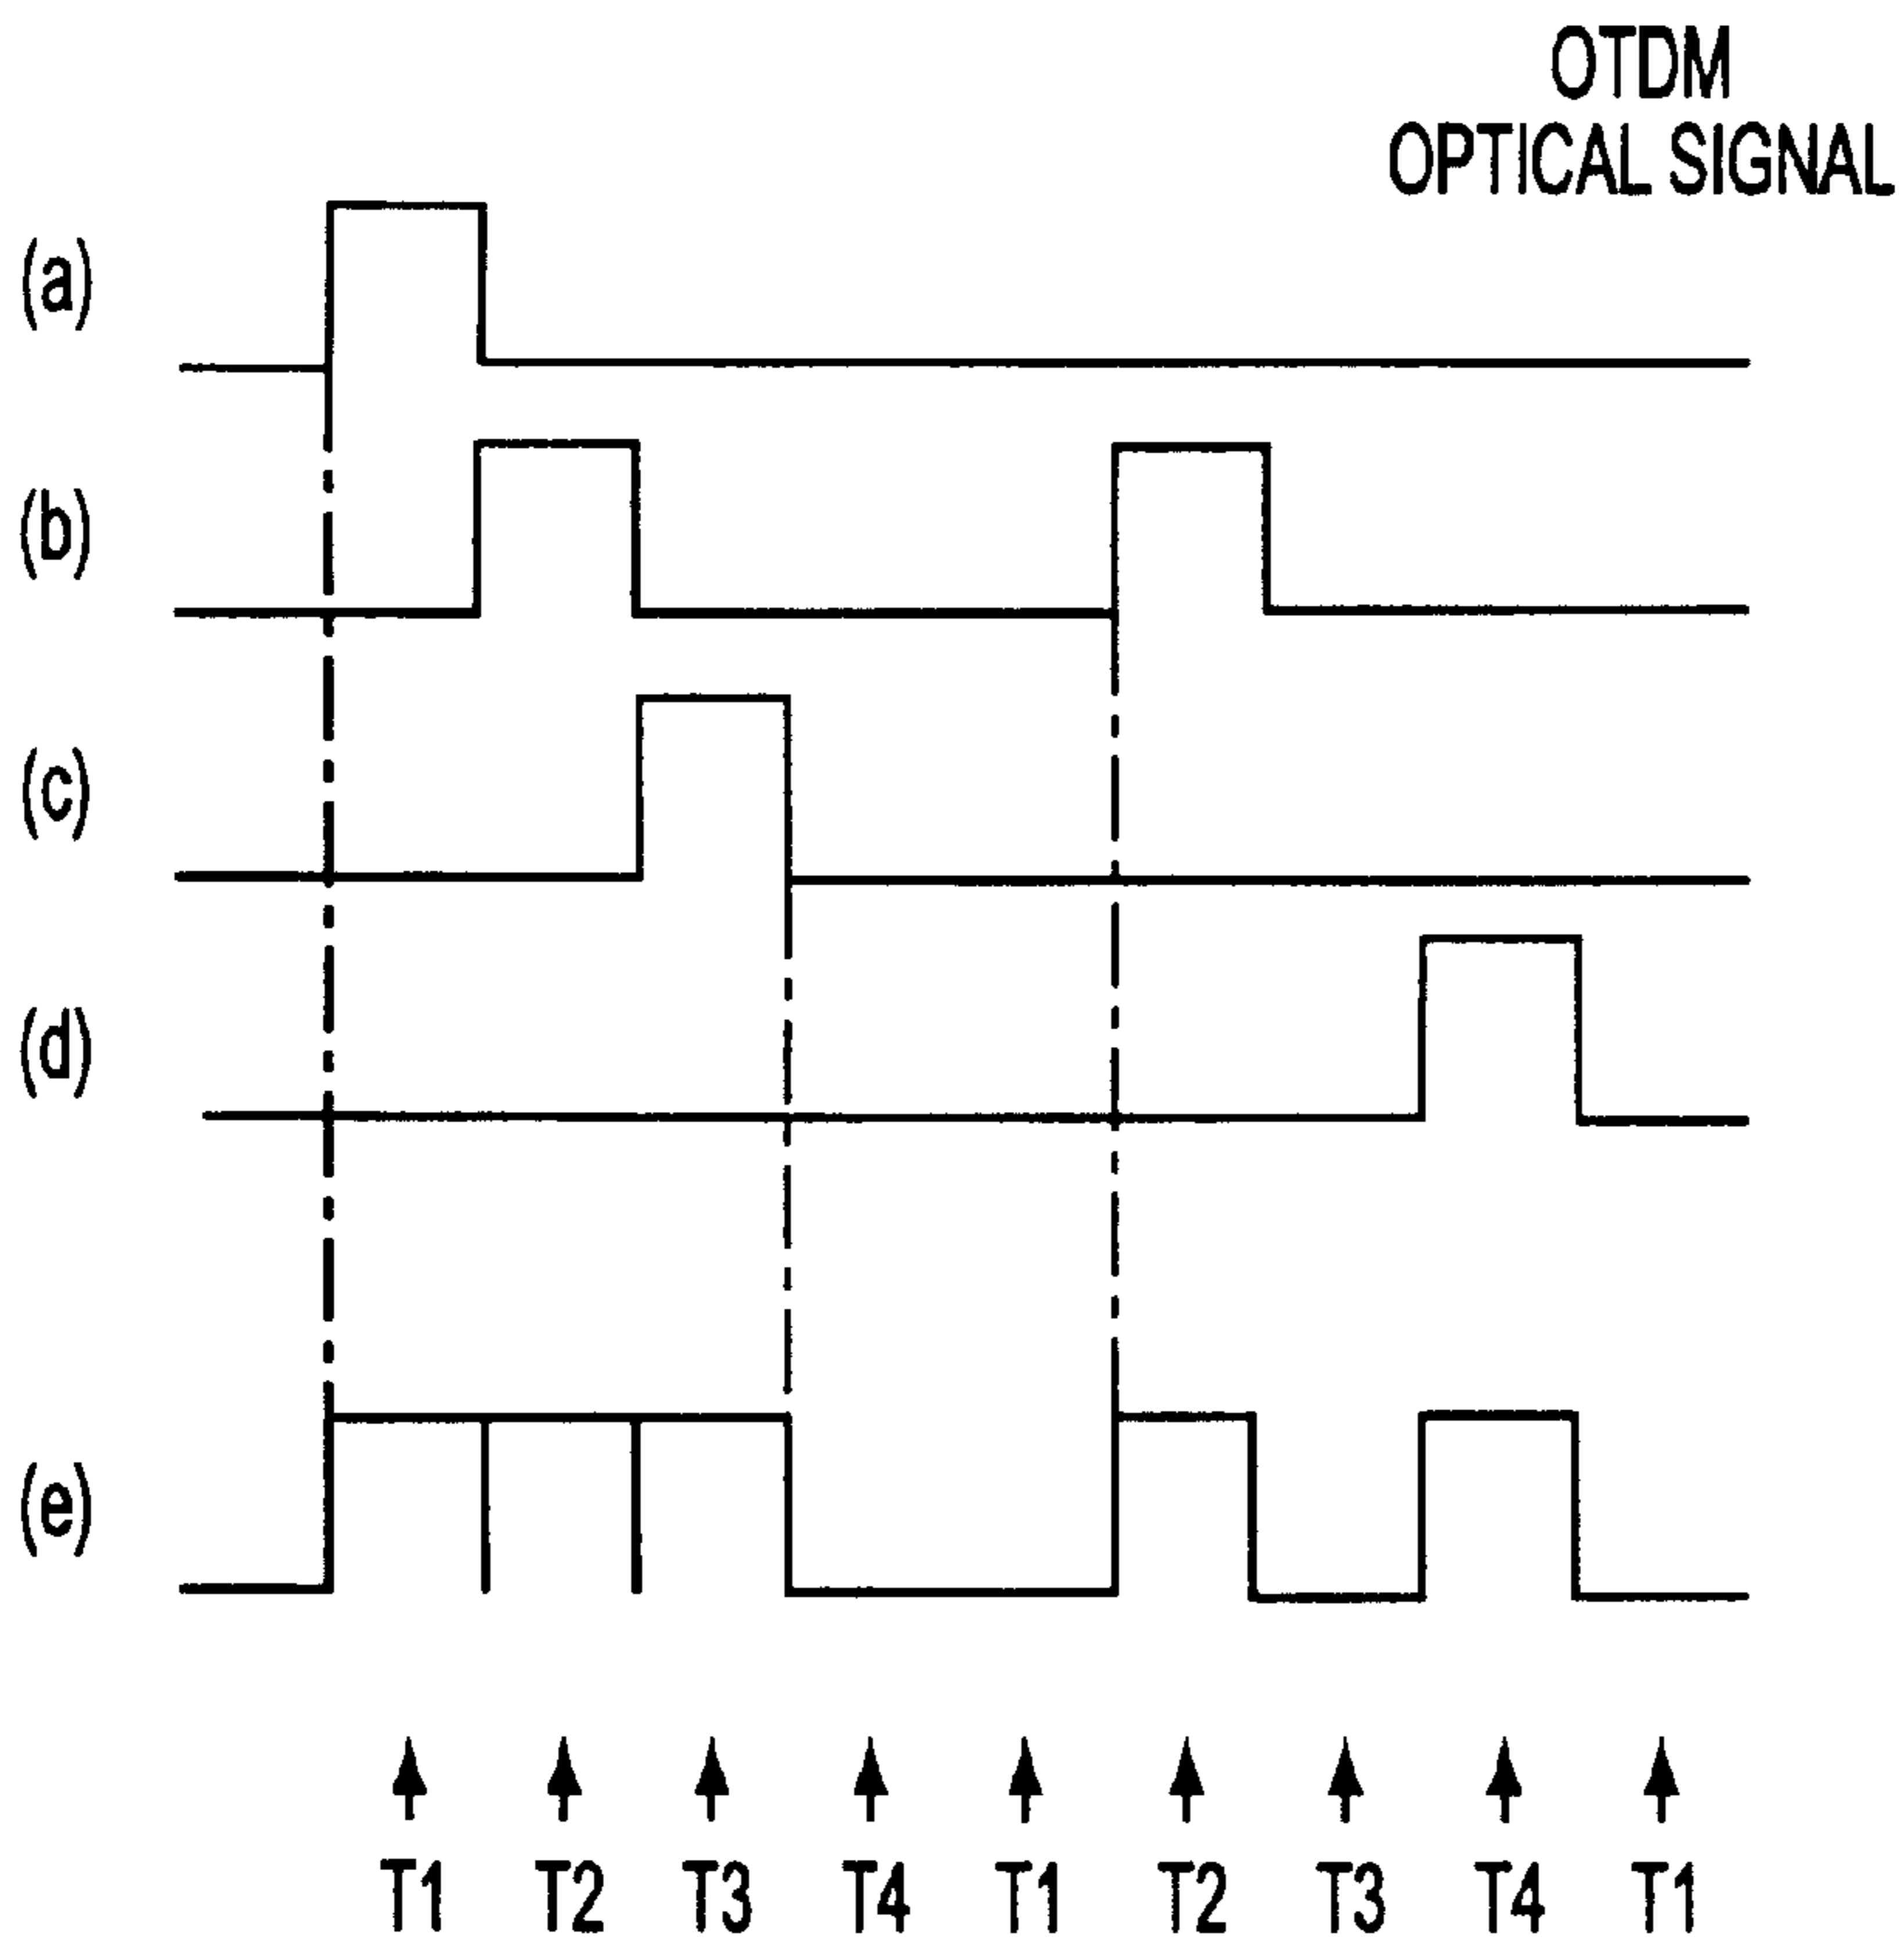 OTDM
OPTICAL SIGNAL
(a)
(b)
(c)
(d)
(e)
T1 T2 T3 T4 T1 T2 T3 T4 T1